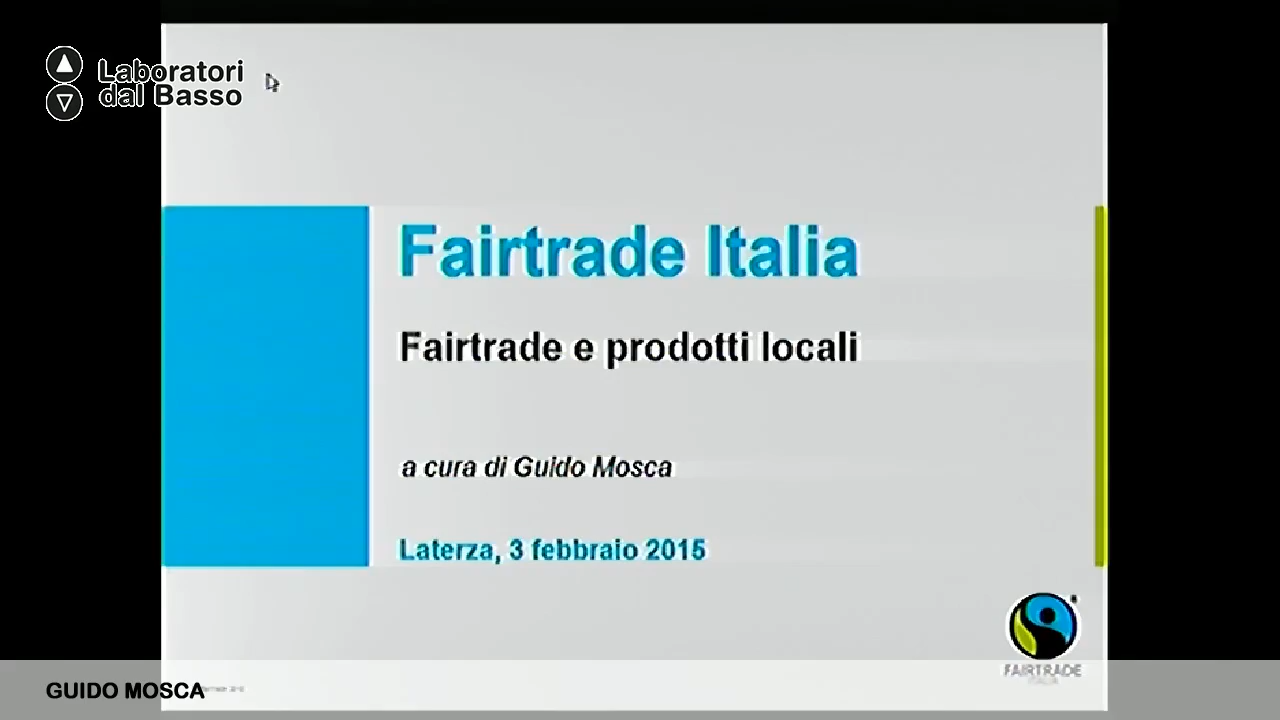 Laboratori
dal Basso
Fairtrade Italia
Fairtrade e prodotti locali
a cura di Guido Mosca
Laterza, 3 febbraio 2015
FAIRTRADE
GUIDO MOSCA